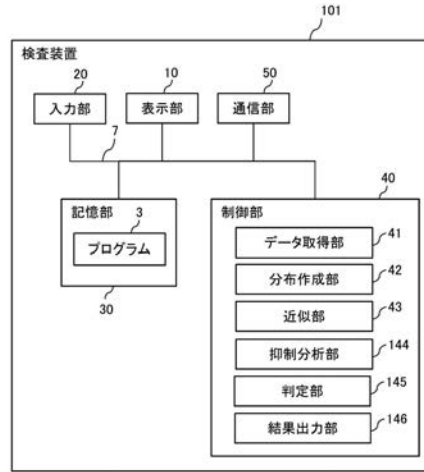 101
検査装置
20
10
50
入力部
表示部
通信部
7
40
記憶部
3
プログラム
30
制御部
データ取得部
41
分布作成部
42
近似部
43
抑制分析部
144
判定部
145
結果出力部
146